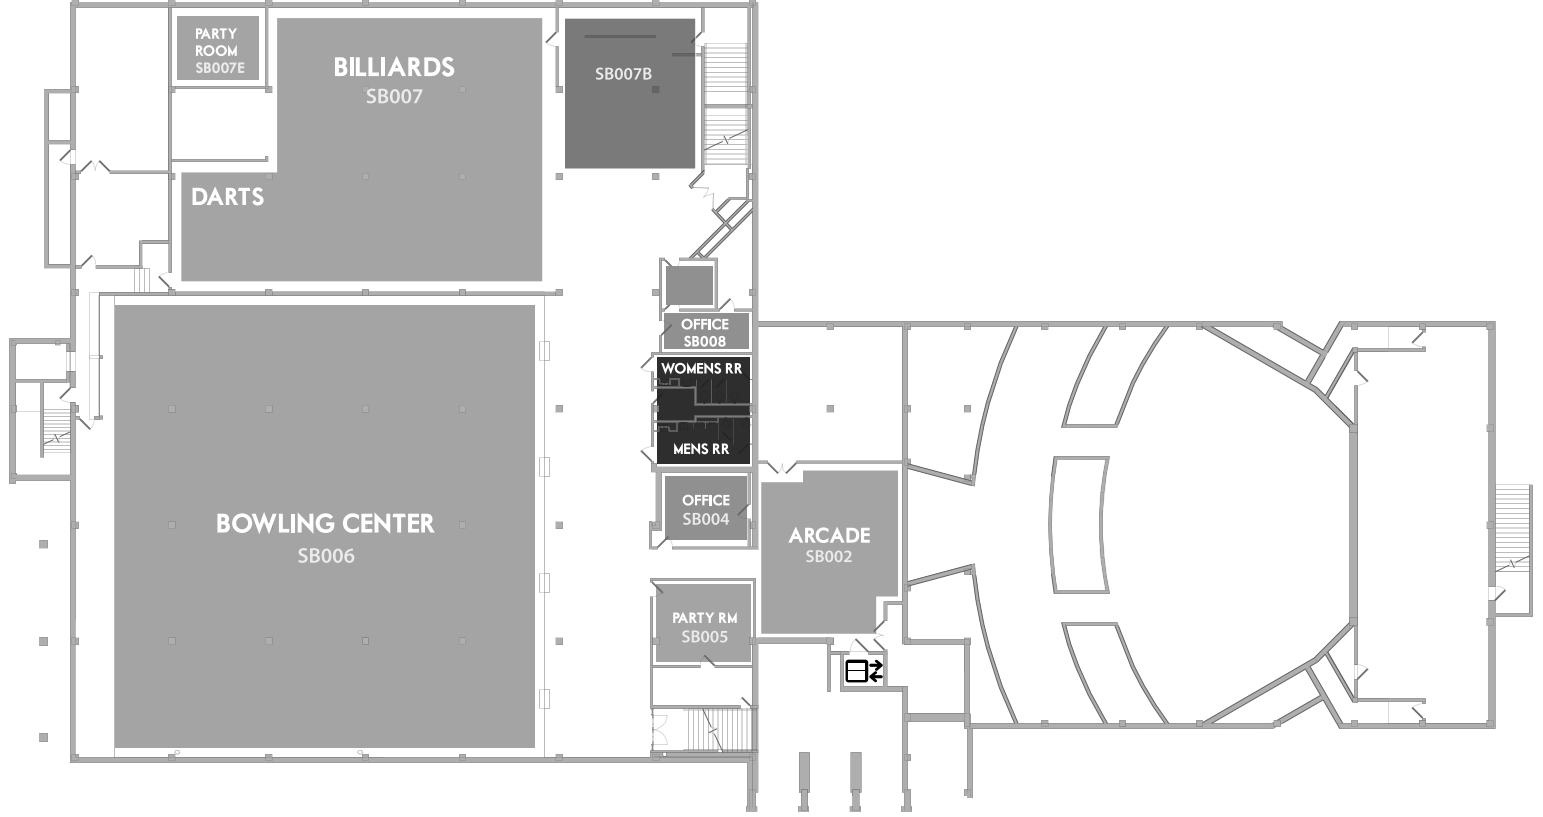 PARTY
ROOM
SB007E
BILLIARDS
SB007
SB007B
DARTS
OFFICE
SB008
WOMENS RR
MENS RR
OFFICE
SB004
BOWLING CENTER
SB006
ARCADE
SB002
PARTY RM
SB005